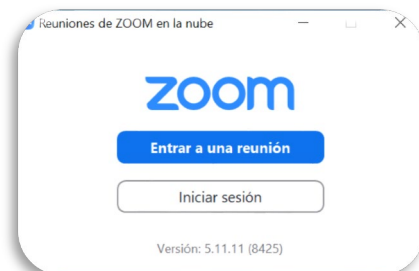 Reuniones de ZOOM en la nube
zoom
Entrar a una reunión
Iniciar sesión
Versión: 5.11.11 (8425)